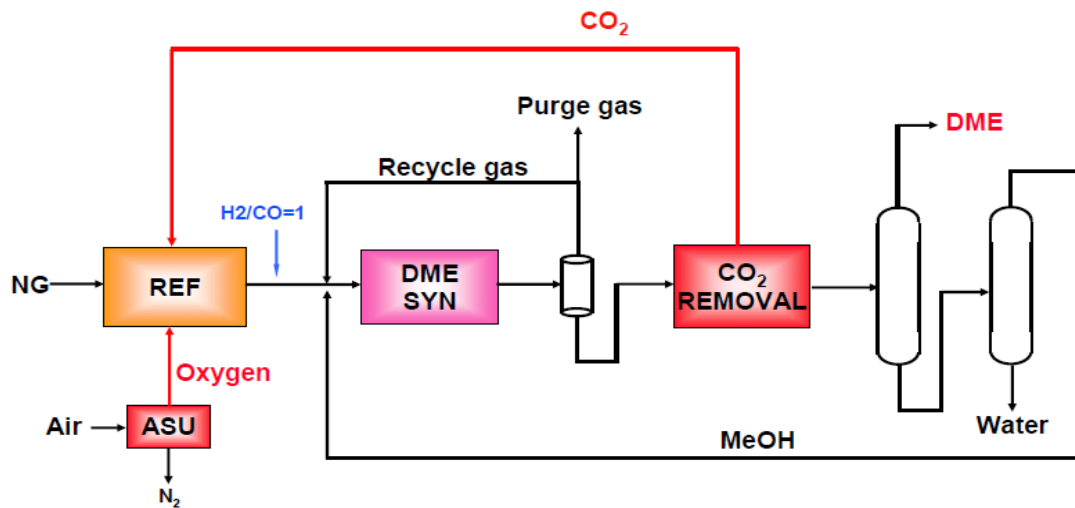 CO₂
Purge gas
DME
Recycle gas
H2/CO=1
NG
REF
DME
SYN
CO₂
REMOVAL
Oxygen
Air
ASU
Water
MeOH
N₂